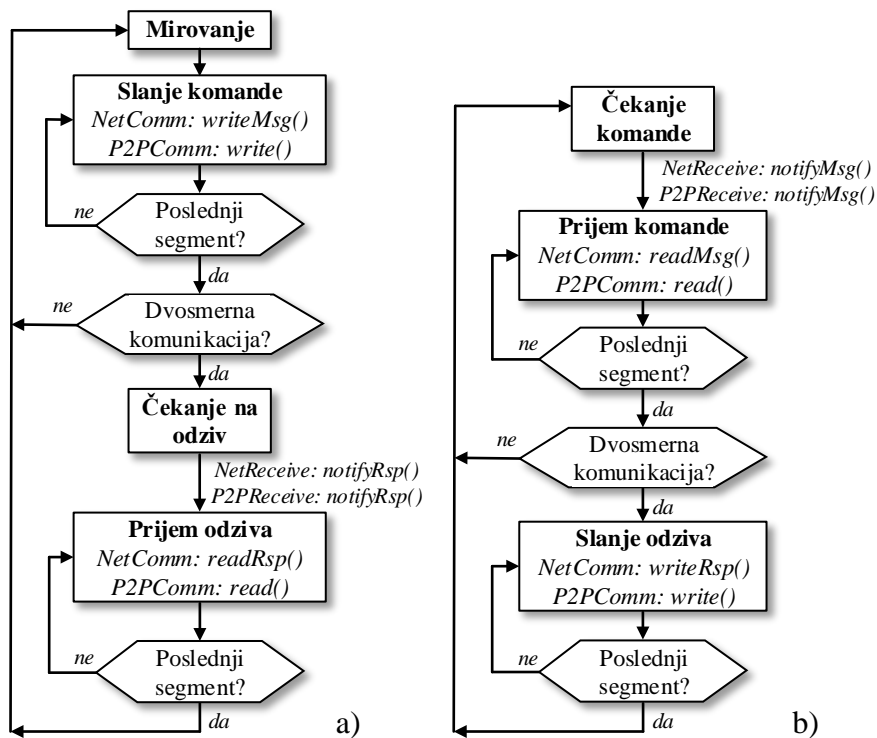 Mirovanje
Slanje komande
NetComm: writeMsg()
P2PComm: write()
ne
Poslednji
segment?
da
ne
Dvosmerna
komunikacija?
da
Čekanje na
odziv
NetReceive: notifyRsp()
P2PReceive: notifyRsp()
Prijem odziva
NetComm: readRsp()
P2PComm: read()
ne
Poslednji
segment?
da
a)
Čekanje
komande
NetReceive: notifyMsg()
P2PReceive: notifyMsg()
Prijem komande
NetComm: readMsg()
P2PComm: read()
ne
Poslednji
segment?
da
ne
Dvosmerna
komunikacija?
da
Slanje odziva
NetComm: writeRsp()
P2PComm: write()
ne
Poslednji
segment?
da
b)